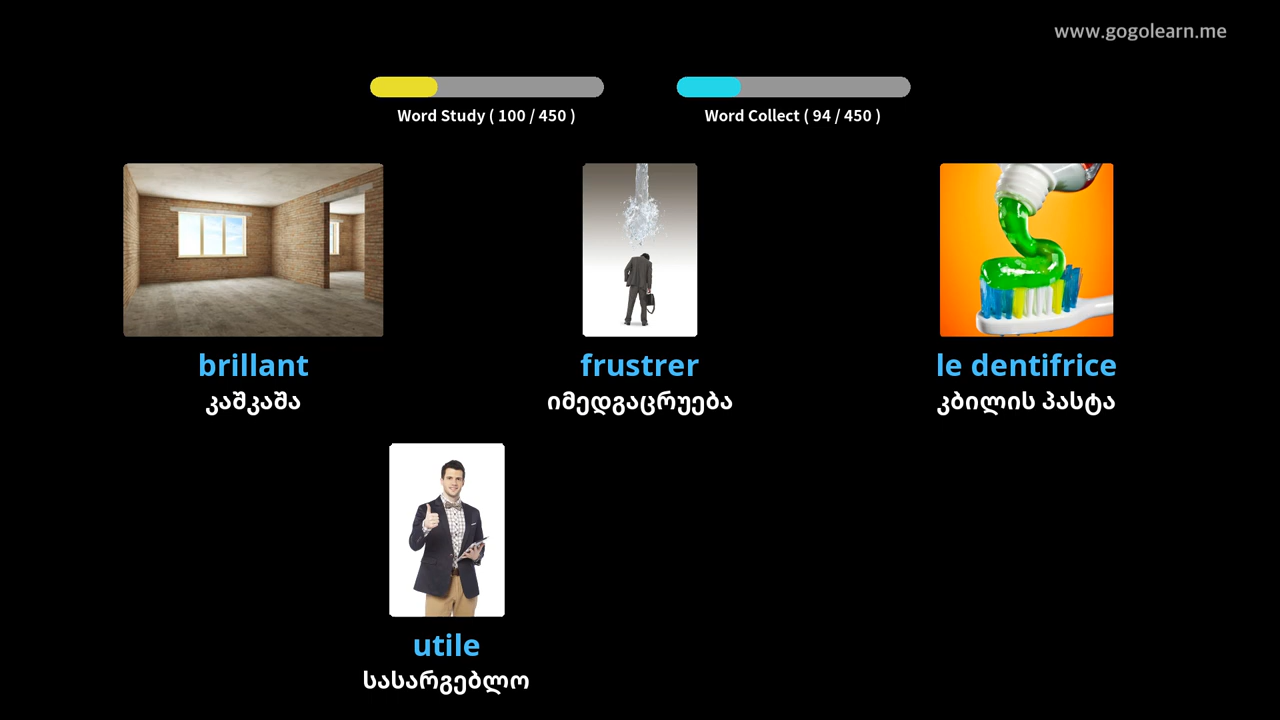 www.gogolearn.me
Word Study ( 100 / 450 )
Word Collect ( 94 / 450 )
brillant
კაშკაშა
frustrer
იმედგაცრუება
le dentifrice
კბილის პასტა
utile
სასარგებლო